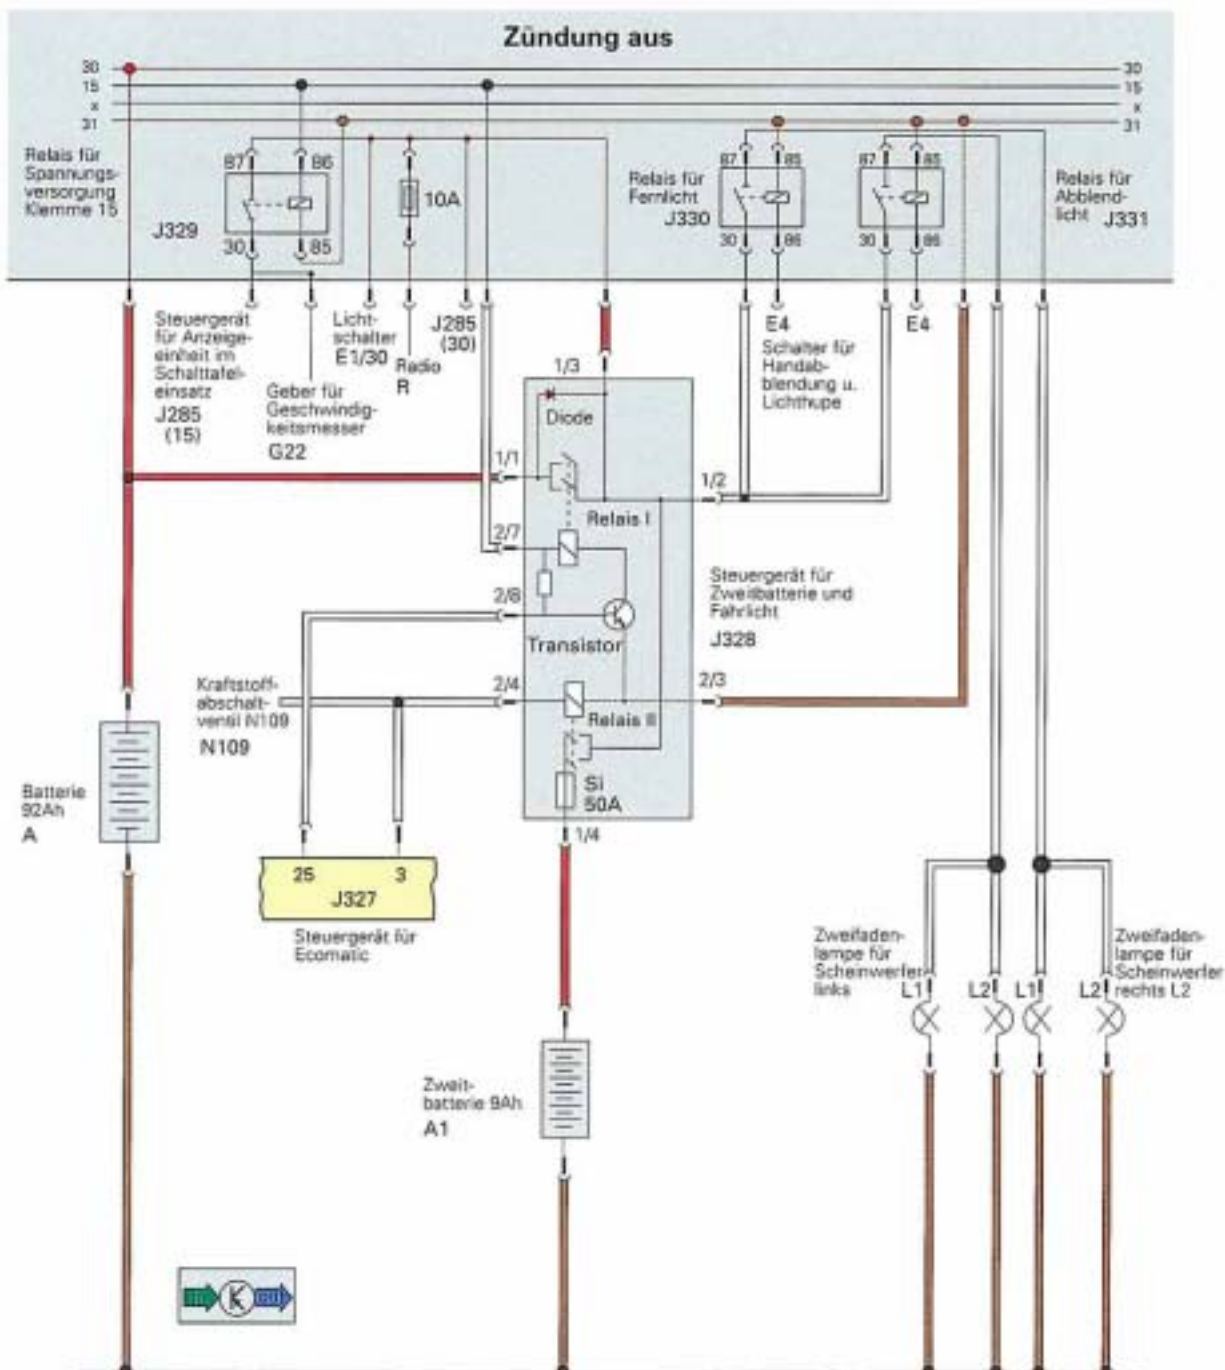 Zündung aus
30
15
x
31
30
15
x
31
Relais für
Spannungs-
versorgung
Klemme 15
J329
87
86
30
85
10A
Relais für
Fernlicht
J330
87
85
30
86
87
85
30
86
Relais für
Abblend-
licht J331
Steuergerät
für Anzeige-
einheit im
Schalttafel-
einsatz
J285
(15)
Geber für
Geschwindig-
keitsmesser
G22
Licht-
schalter
E1/30
Radio
R
J285
(30)
E4
E4
Schalter für
Handab-
blendung u.
Lichthupe
1/3
Diode
1/1
1/2
Relais I
2/7
2/8
Transistor
Steuergerät für
Zweitbatterie und
Fahrlicht
J328
2/4
2/3
Relais II
Si
50A
1/4
Kraftstoff-
abschalt-
ventil N109
N109
Batterie
92Ah
A
25
3
J327
Steuergerät für
Ecomatic
Zweit-
batterie 9Ah
A1
Zweifaden-
lampe für
Scheinwerfer
links
L1
L2
L1
L2
Zweifaden-
lampe für
Scheinwerfer
rechts L2